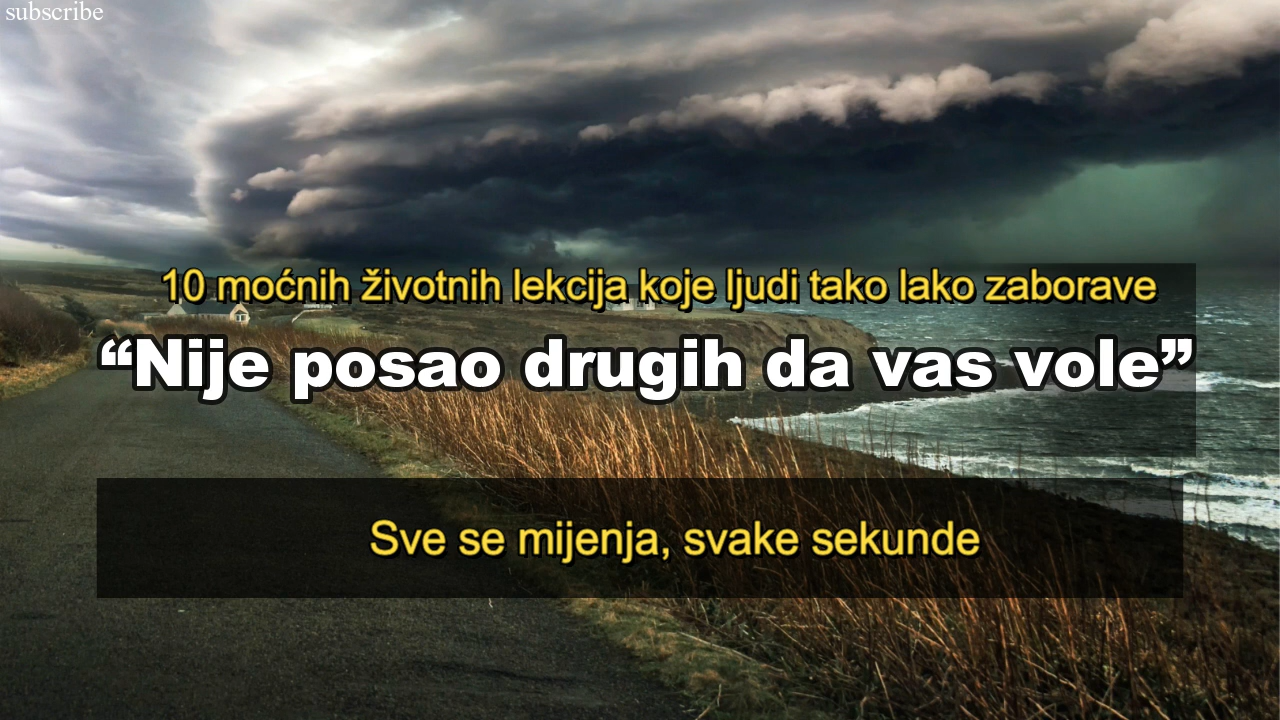 subscribe
10 moćnih životnih lekcija koje ljudi tako lako zaborave
“Nije posao drugih da vas vole”
Sve se mijenja, svake sekunde